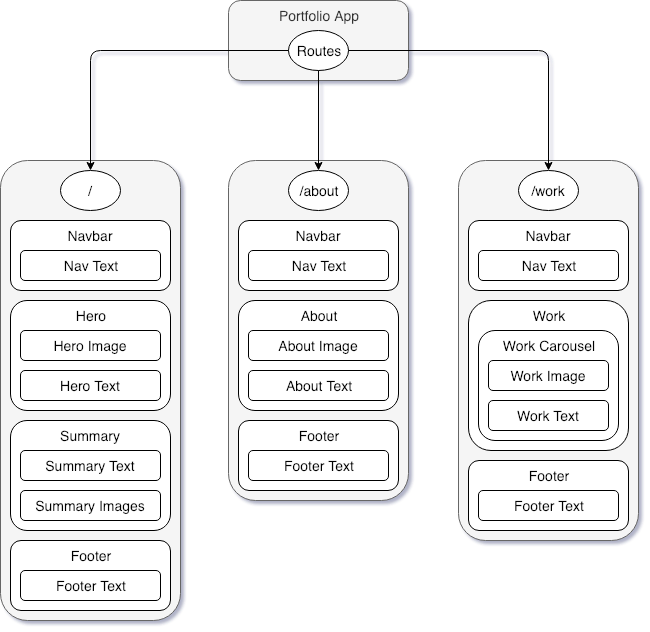 Portfolio App
Routes
/
Navbar
Nav Text
Hero
Hero Image
Hero Text
Summary
Summary Text
Summary Images
Footer
Footer Text
/about
Navbar
Nav Text
About
About Image
About Text
Footer
Footer Text
/work
Navbar
Nav Text
Work
Work Carousel
Work Image
Work Text
Footer
Footer Text